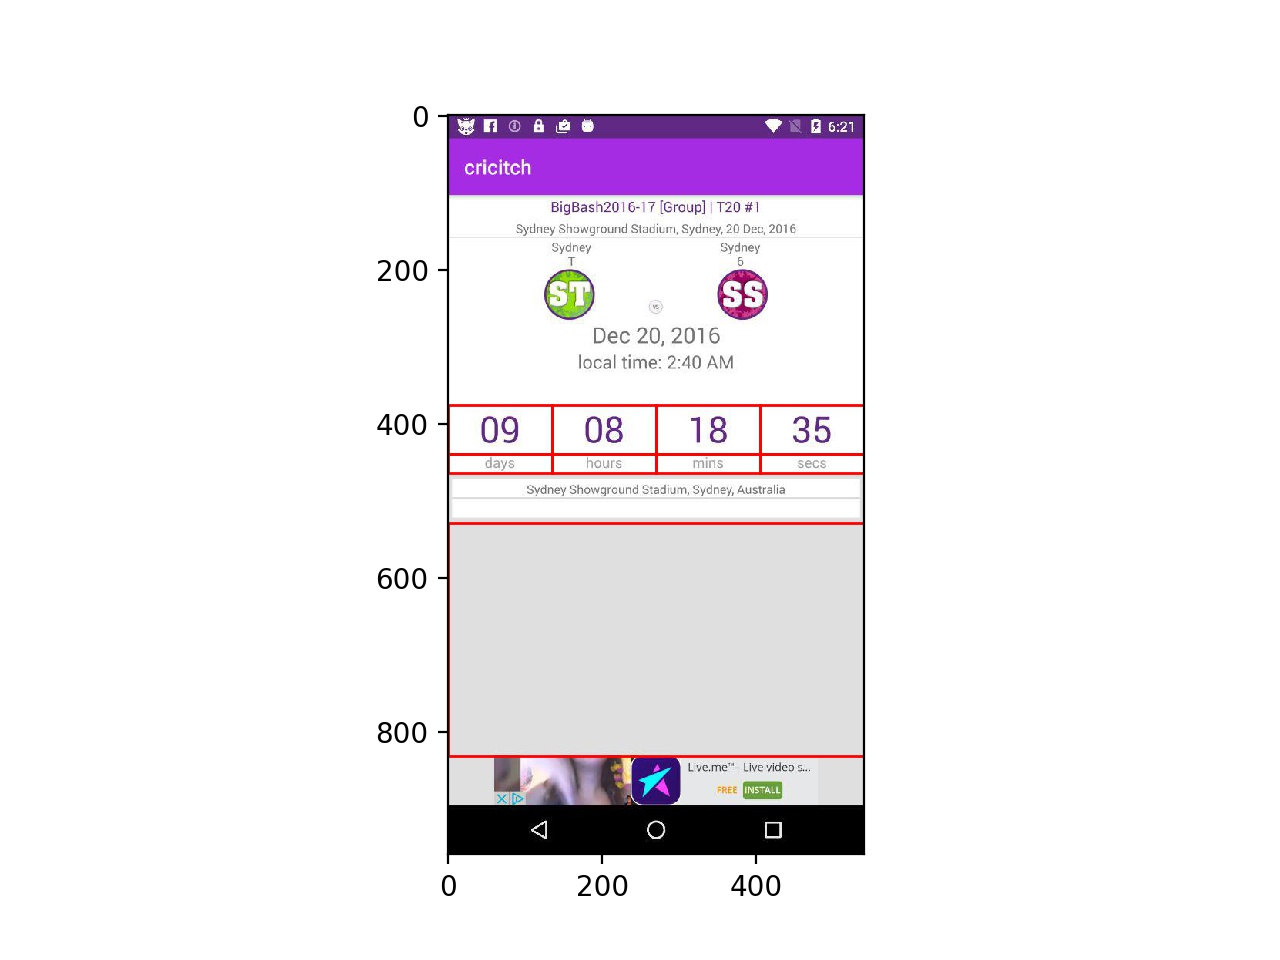 0
6:21
cricitch
BigBash2016-17 [Group] | T20 #1
Sydney Showground Stadium, Sydney, 20 Dec, 2016
200
Sydney
T
Sydney
6
ST
SS
vs
Dec 20, 2016
local time: 2:40 AM
400
09 08 18 35
days hours mins secs
Sydney Showground Stadium, Sydney, Australia
600
800
Live.me™ - Live video s...
FREE INSTALL
0 200 400